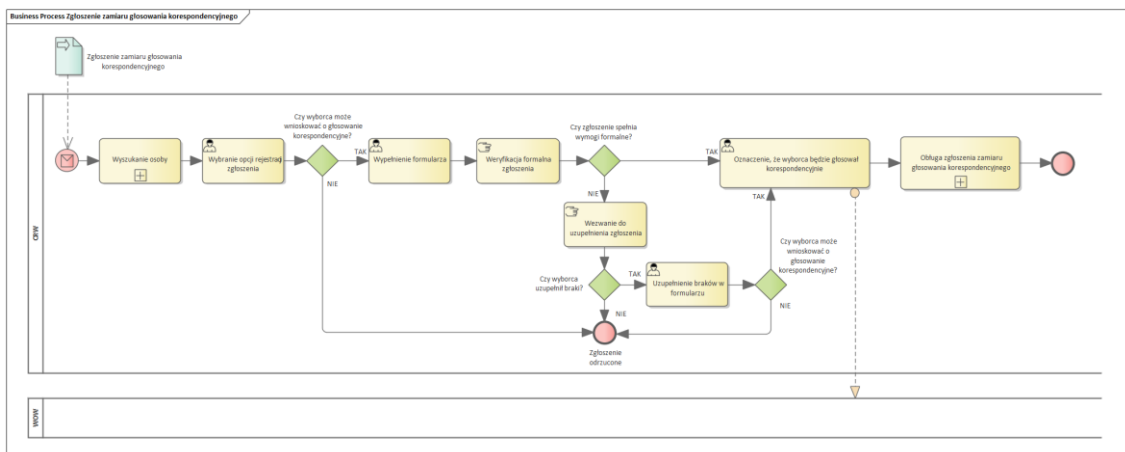 Business Process Zgłoszenie zamiaru głosowania korespondencyjnego
Zgłoszenie zamiaru głosowania
korespondencyjnego
CRW
Wyszukanie osoby
Wybranie opcji rejestracji
zgłoszenia
Czy wyborca może
wnioskować o głosowanie
korespondencyjne?
TAK
NIE
Wypełnienie formularza
Weryfikacja formalna
zgłoszenia
Czy zgłoszenie spełnia
wymogi formalne?
TAK
NIE
Oznaczenie, że wyborca będzie głosował
korespondencyjnie
Obługa zgłoszenia zamiaru
głosowania korespondencyjnego
Wezwanie do
uzupełnienia zgłoszenia
Czy wyborca
uzupełnił braki?
TAK
NIE
Uzupełnienie braków w
formularzu
Czy wyborca może
wnioskować o
głosowanie
korespondencyjne?
TAK
NIE
Zgłoszenie
odrzucone
WOW